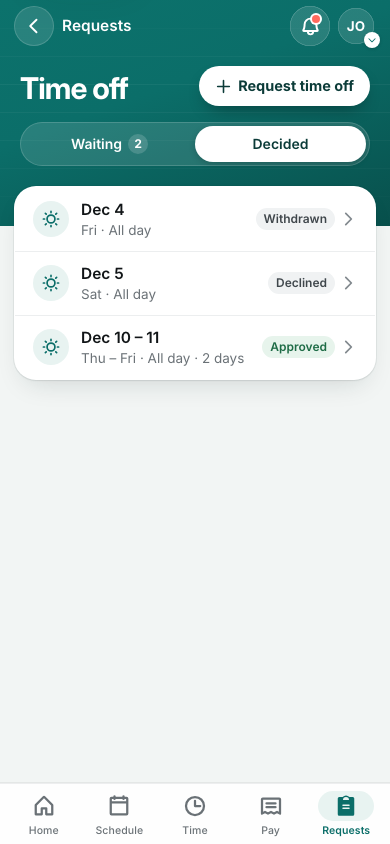 Requests
JO
Time off
Request time off
Waiting 2
Decided
Dec 4
Fri · All day
Withdrawn
Dec 5
Sat · All day
Declined
Dec 10 – 11
Thu – Fri · All day · 2 days
Approved
Home
Schedule
Time
Pay
Requests